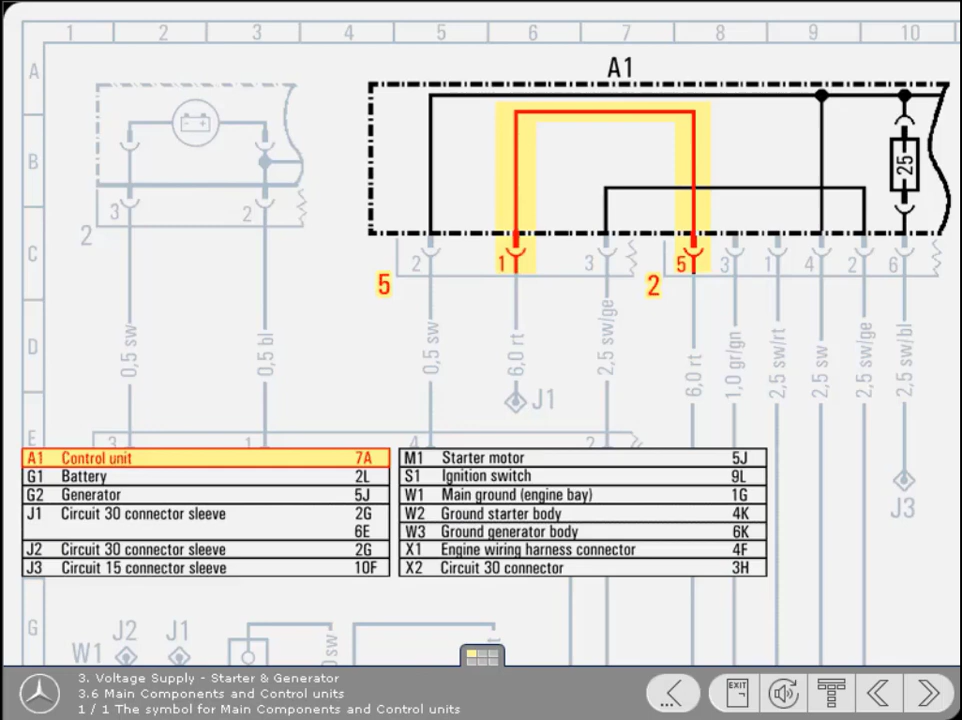 1 2 3 4 5 6 7 8 9 10
A
A1
B
25
3 2
2
C
2 1 3 5 3 1 4 2 6
5 2
D
0,5 sw 0,5 bl 0,5 sw 6,0 rt 2,5 sw/ge 6,0 rt 1,0 gr/gn 2,5 sw/rt 2,5 sw 2,5 sw/ge 2,5 sw/bl
J1
E
3 1 4 2
A1 Control unit 7A
G1 Battery 2L
G2 Generator 5J
J1 Circuit 30 connector sleeve 2G
6E
J2 Circuit 30 connector sleeve 2G
J3 Circuit 15 connector sleeve 10F
M1 Starter motor 5J
S1 Ignition switch 9L
W1 Main ground (engine bay) 1G
W2 Ground starter body 4K
W3 Ground generator body 6K
X1 Engine wiring harness connector 4F
X2 Circuit 30 connector 3H
J3
G
J2 J1
W1
sw
3. Voltage Supply - Starter & Generator
3.6 Main Components and Control units
1 / 1 The symbol for Main Components and Control units
EXIT